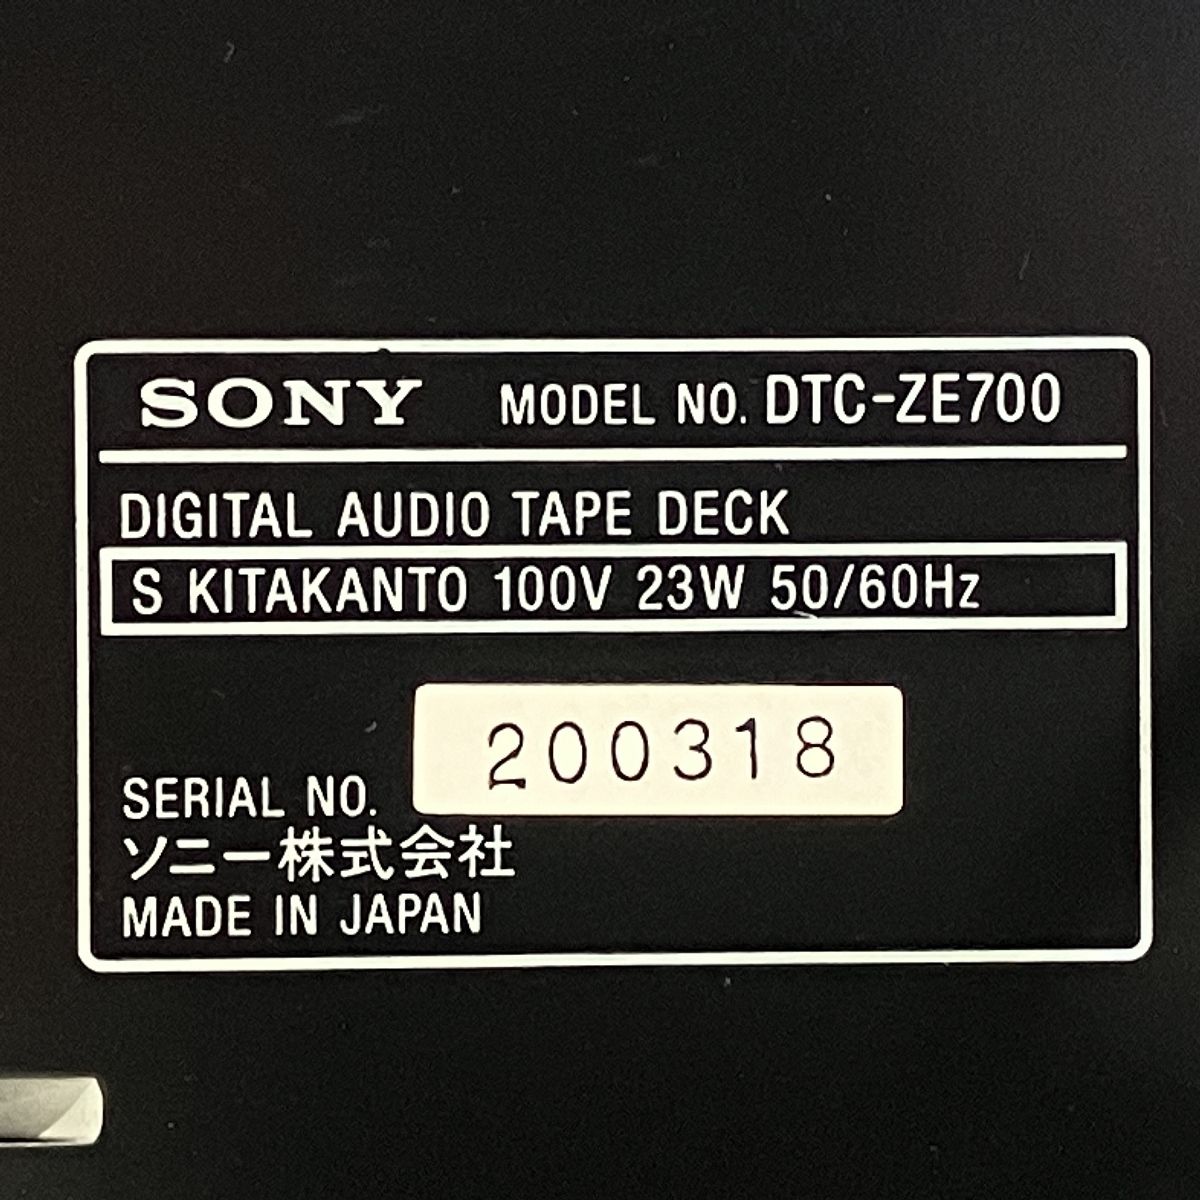 SONY MODEL NO. DTC-ZE700
DIGITAL AUDIO TAPE DECK
S KITAKANTO 100V 23W 50/60Hz
SERIAL NO. 200318
ソニー株式会社
MADE IN JAPAN